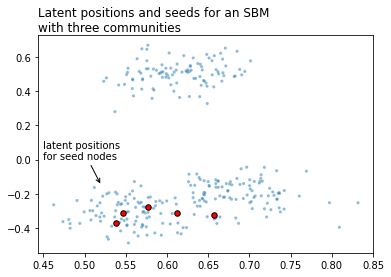 Latent positions and seeds for an SBM
with three communities
0.6
0.4
0.2
0.0
−0.2
−0.4
latent positions
for seed nodes
0.45 0.50 0.55 0.60 0.65 0.70 0.75 0.80 0.85